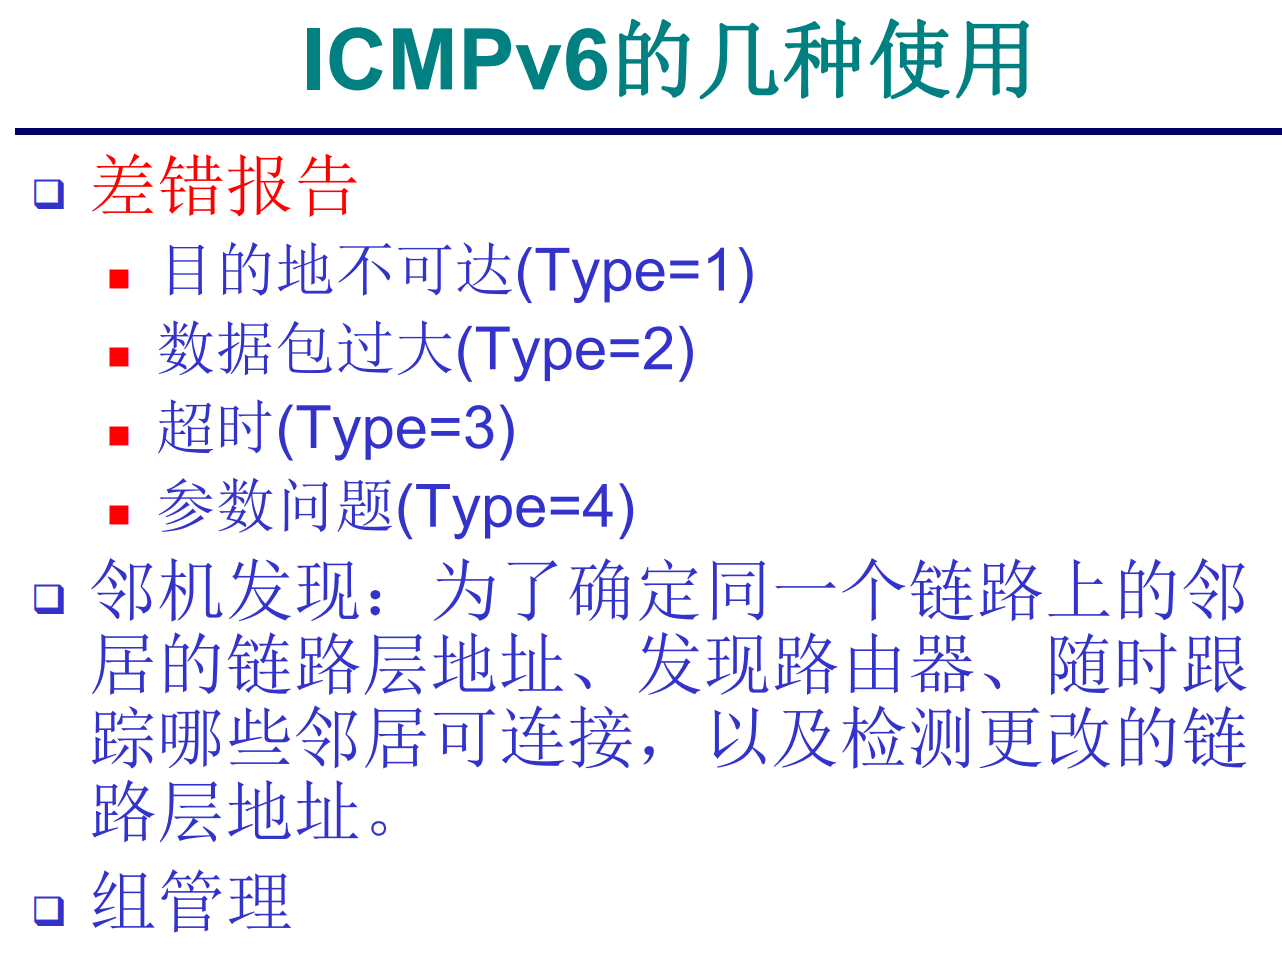 ICMPv6的几种使用
差错报告
目的地不可达(Type=1)
数据包过大(Type=2)
超时(Type=3)
参数问题(Type=4)
邻机发现：为了确定同一个链路上的邻
居的链路层地址、发现路由器、随时跟
踪哪些邻居可连接，以及检测更改的链
路层地址。
组管理